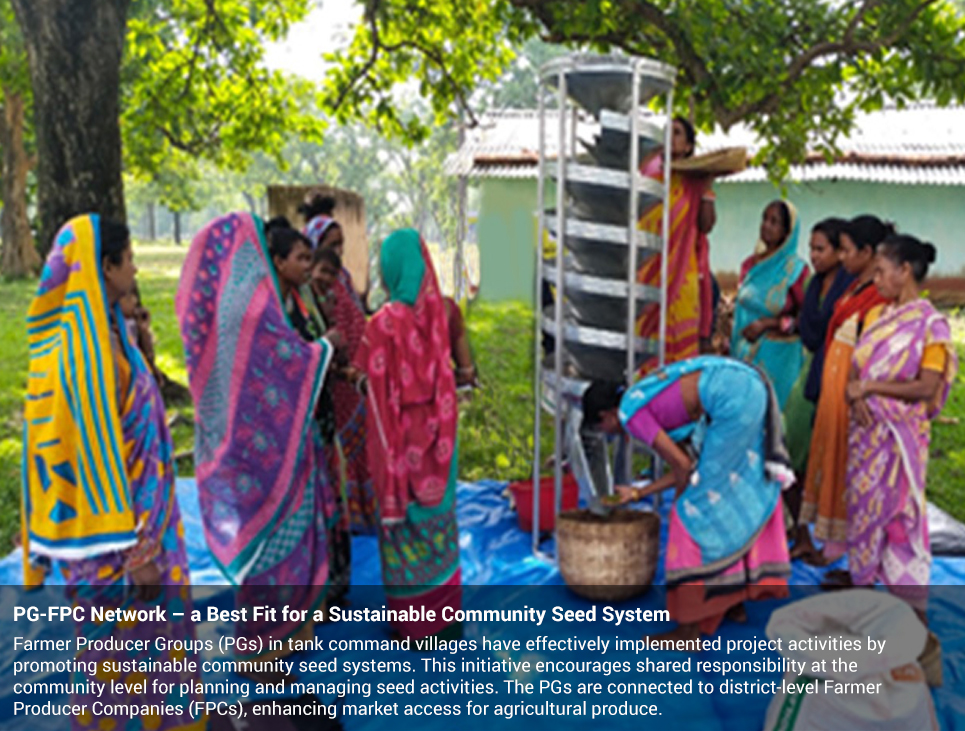 PG-FPC Network – a Best Fit for a Sustainable Community Seed System
Farmer Producer Groups (PGs) in tank command villages have effectively implemented project activities by
promoting sustainable community seed systems. This initiative encourages shared responsibility at the
community level for planning and managing seed activities. The PGs are connected to district-level Farmer
Producer Companies (FPCs), enhancing market access for agricultural produce.